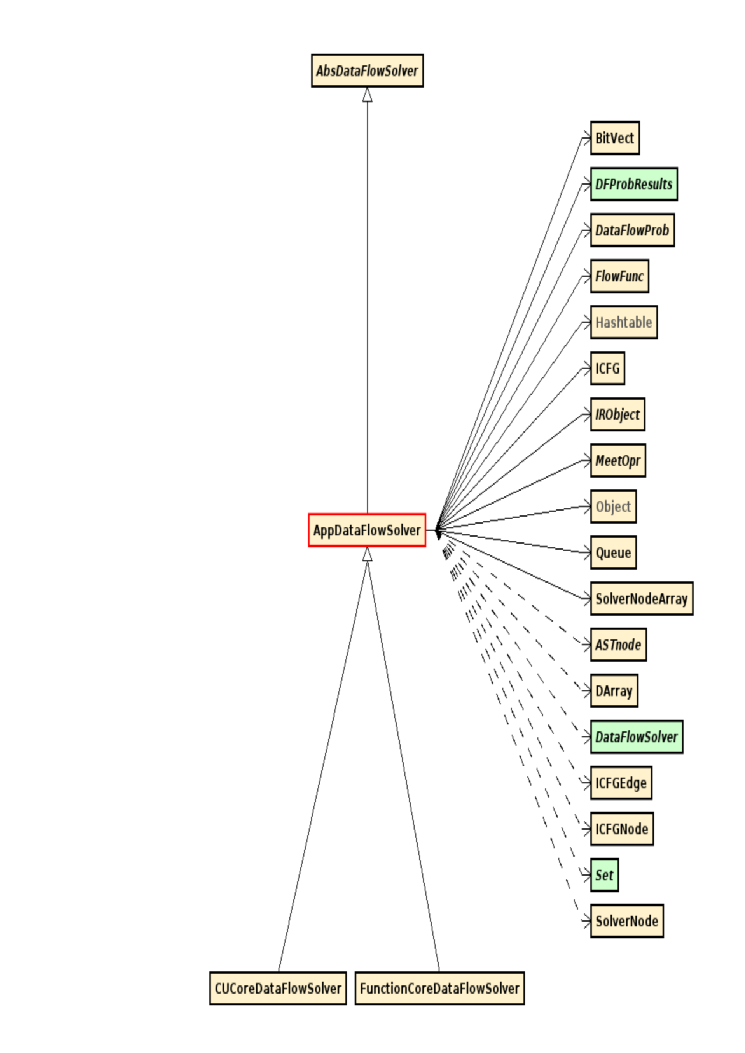 AbsDataFlowSolver
BitVect
DFProbResults
DataFlowProb
FlowFunc
Hashtable
ICFG
IRObject
MeetOpr
Object
AppDataFlowSolver
Queue
SolverNodeArray
ASTnode
DArray
DataFlowSolver
ICFGEdge
ICFGNode
Set
SolverNode
CUCoreDataFlowSolver
FunctionCoreDataFlowSolver